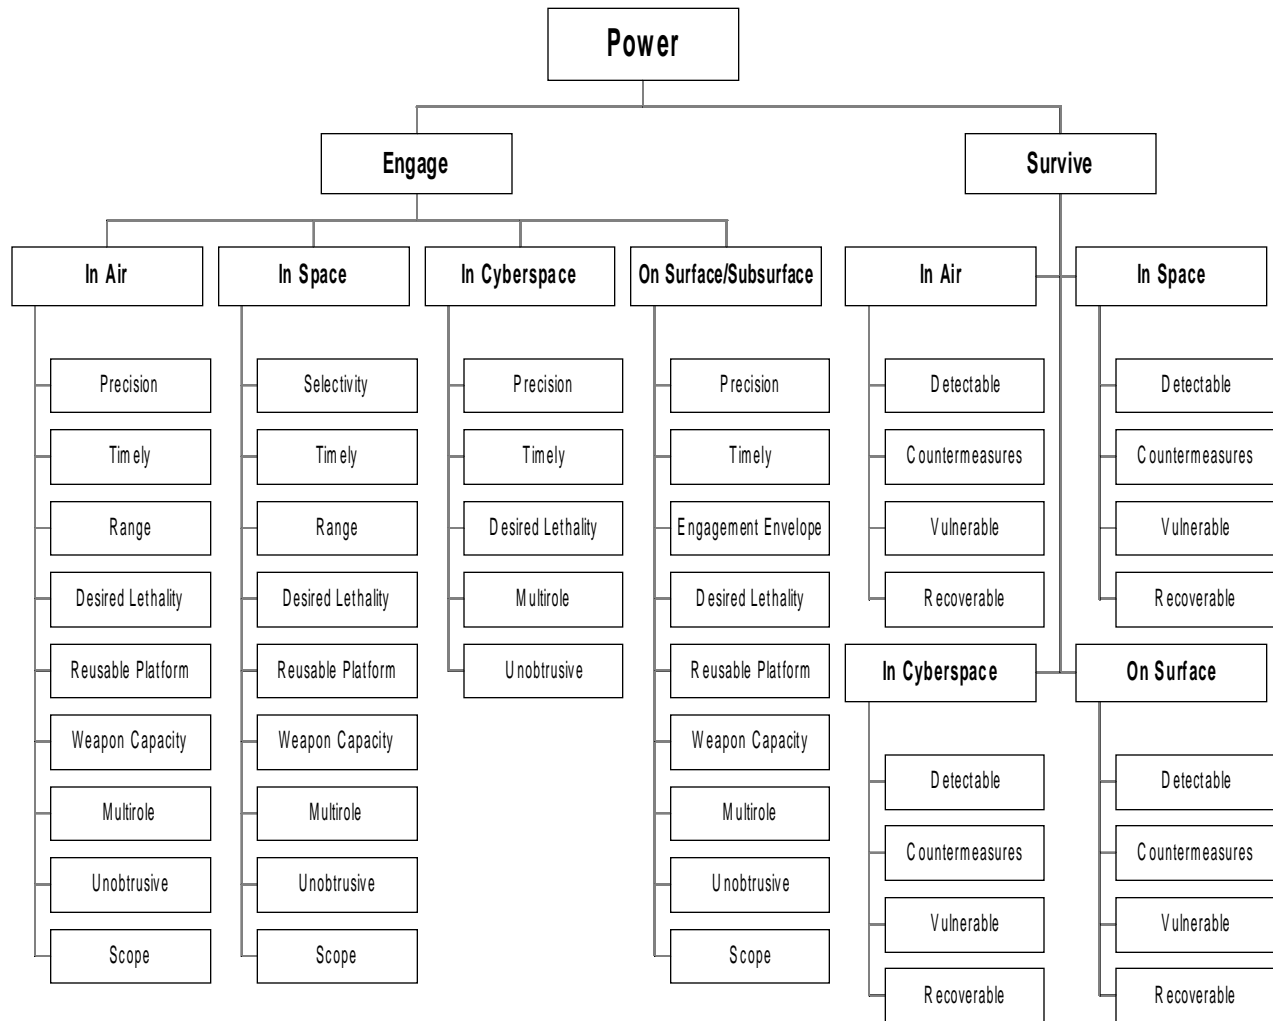 Power
Engage
Survive
In Air
In Space
In Cyberspace
On Surface/Subsurface
In Air
In Space
Precision
Timely
Range
Desired Lethality
Reusable Platform
Weapon Capacity
Multirole
Unobtrusive
Scope
Selectivity
Timely
Range
Desired Lethality
Reusable Platform
Weapon Capacity
Multirole
Unobtrusive
Scope
Precision
Timely
Desired Lethality
Multirole
Unobtrusive
Precision
Timely
Engagement Envelope
Desired Lethality
Reusable Platform
Weapon Capacity
Multirole
Unobtrusive
Scope
Detectable
Countermeasures
Vulnerable
Recoverable
Detectable
Countermeasures
Vulnerable
Recoverable
In Cyberspace
On Surface
Detectable
Countermeasures
Vulnerable
Recoverable
Detectable
Countermeasures
Vulnerable
Recoverable